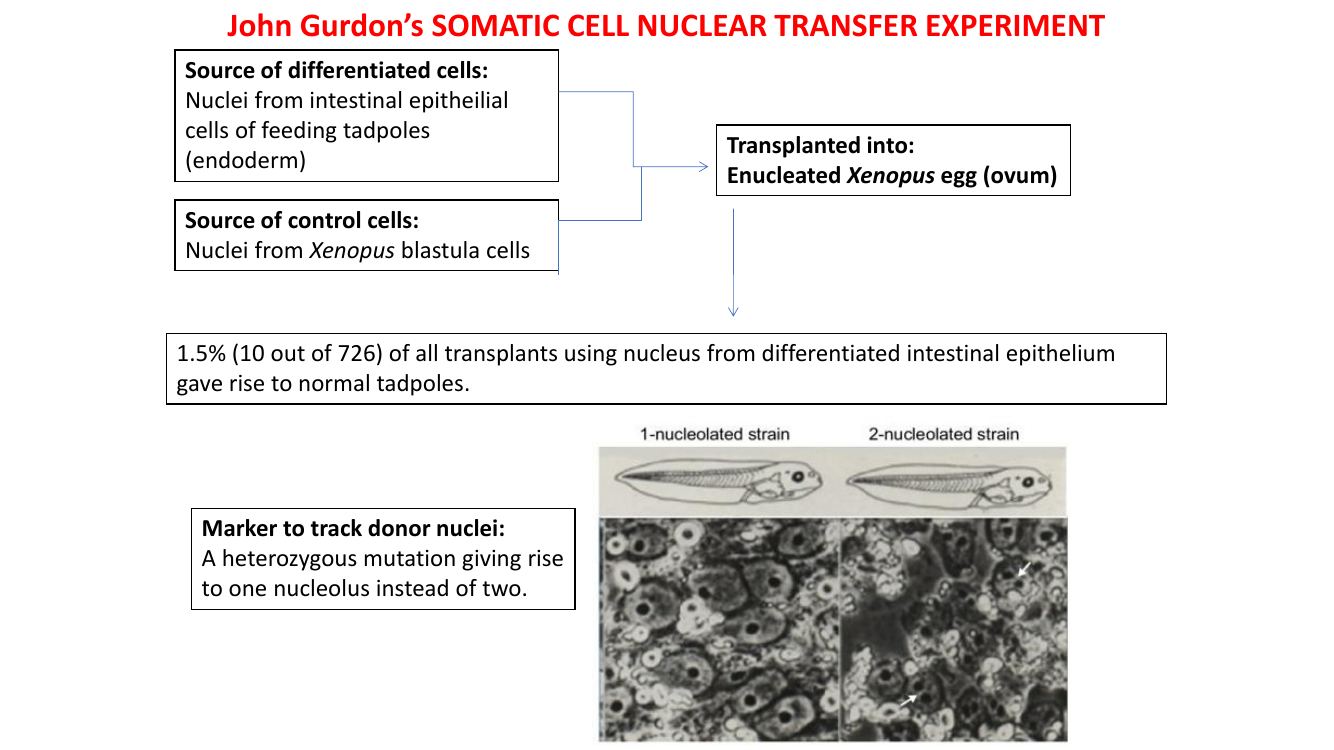 John Gurdon’s SOMATIC CELL NUCLEAR TRANSFER EXPERIMENT
Source of differentiated cells:
Nuclei from intestinal epitheilial
cells of feeding tadpoles
(endoderm)
Transplanted into:
Enucleated Xenopus egg (ovum)
Source of control cells:
Nuclei from Xenopus blastula cells
1.5% (10 out of 726) of all transplants using nucleus from differentiated intestinal epithelium
gave rise to normal tadpoles.
1-nucleolated strain
2-nucleolated strain
Marker to track donor nuclei:
A heterozygous mutation giving rise
to one nucleolus instead of two.